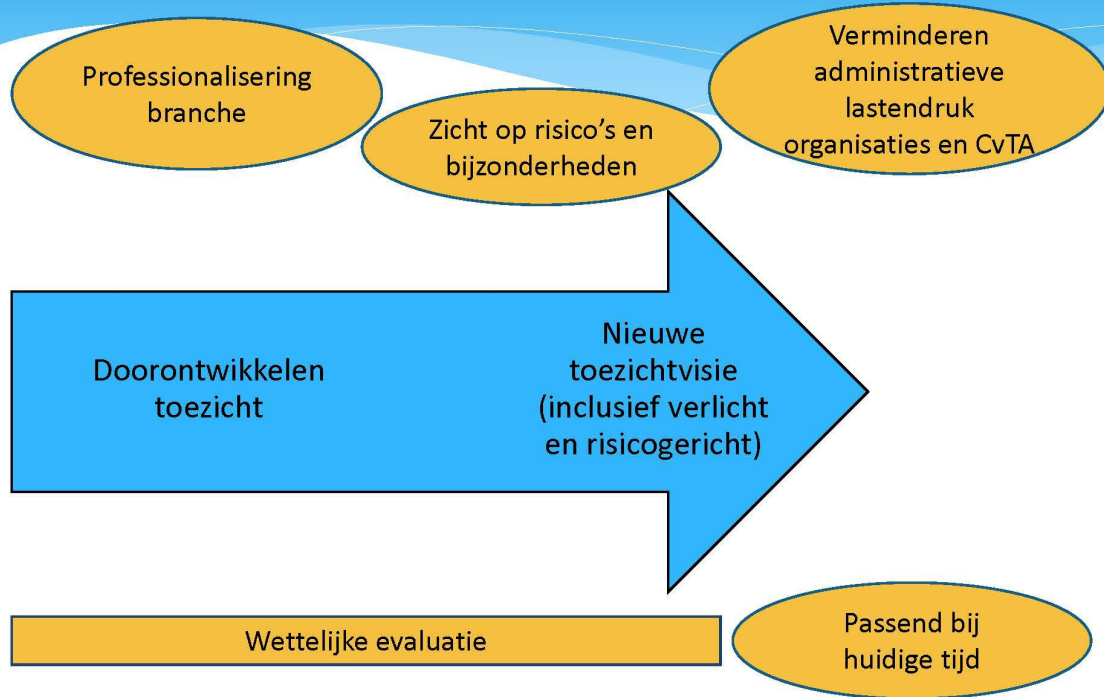 Professionalisering
branche
Zicht op risico's en
bijzonderheden
Verminderen
administratieve
lastendruk
organisaties en CvTA
Doorontwikkelen
toezicht
Nieuwe
toezichtvisie
(inclusief verlicht
en risicogericht)
Wettelijke evaluatie
Passend bij
huidige tijd